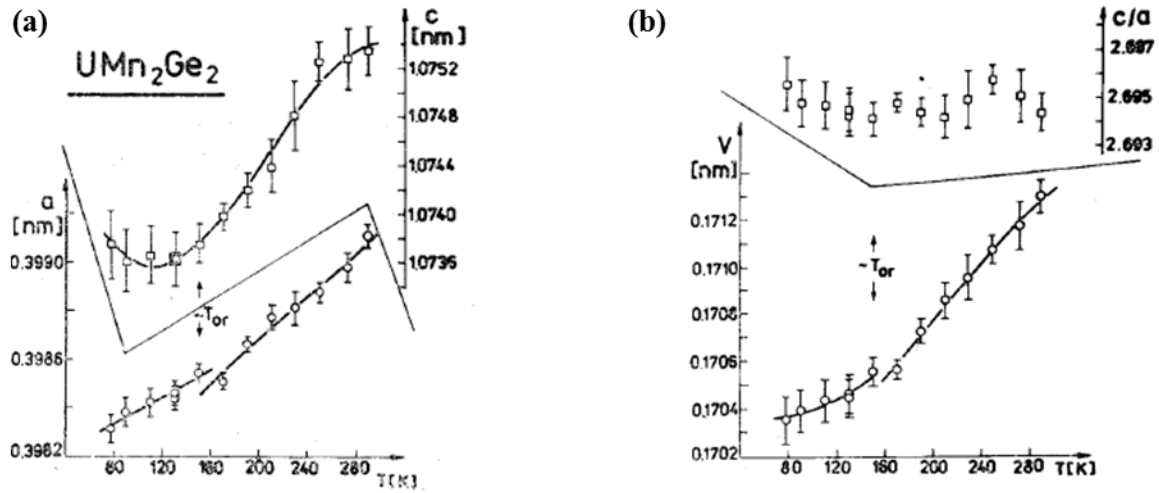 (a)
UMn₂Ge₂
c
[nm]
1,0752
1,0748
1,0744
1,0740
1,0736
a
[nm]
0,3990
0,3986
0,3982
~Tor
80 120 160 200 240 280
T[K]
(b)
c/a
2.697
2.695
2.693
V
[nm]
0,1712
0,1710
0,1708
0,1706
0,1704
0,1702
~Tor
80 120 160 200 240 280 T[K]